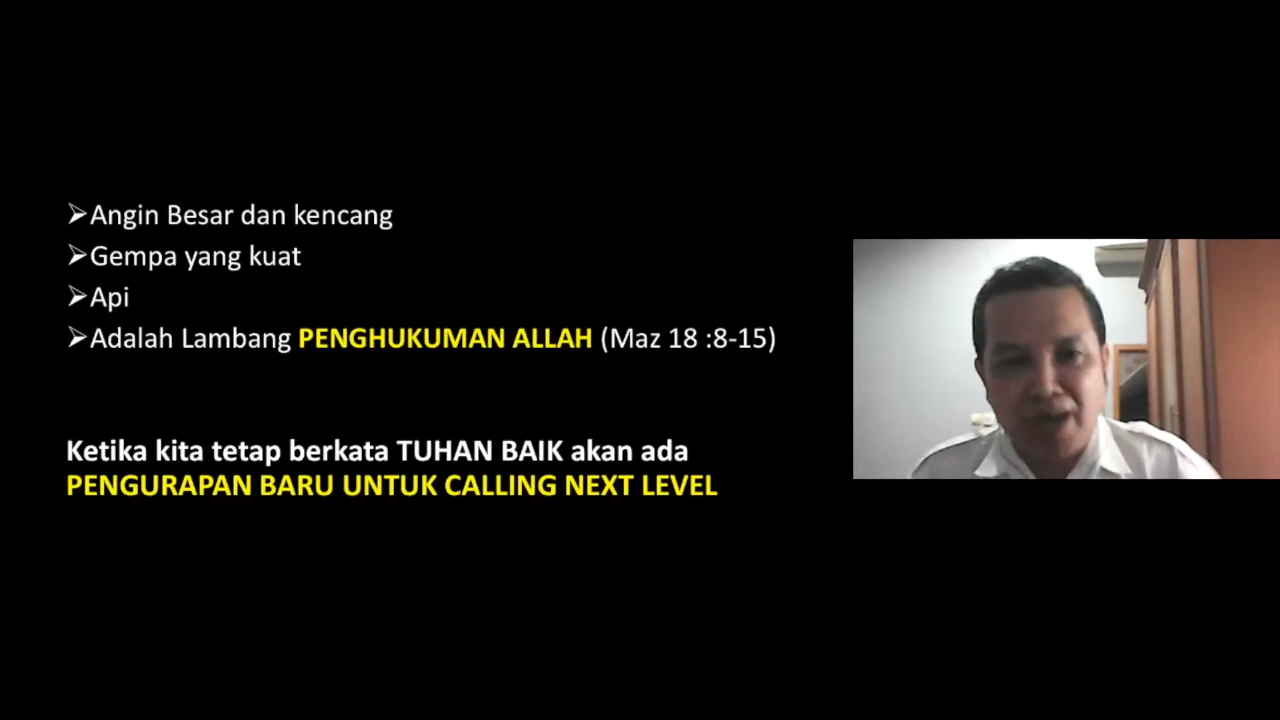 ➢Angin Besar dan kencang
➢Gempa yang kuat
➢Api
➢Adalah Lambang PENGHUKUMAN ALLAH (Maz 18 :8-15)
Ketika kita tetap berkata TUHAN BAIK akan ada
PENGURAPAN BARU UNTUK CALLING NEXT LEVEL